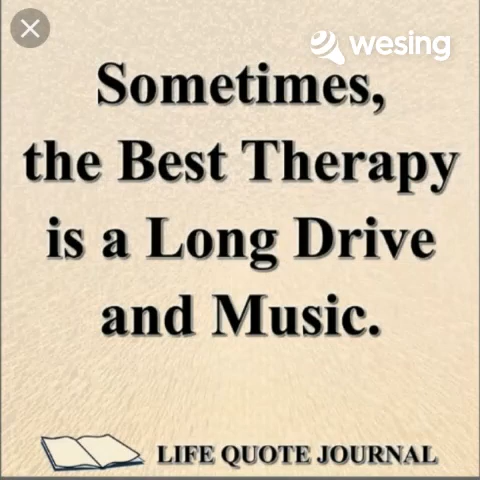 wesing
Sometimes,
the Best Therapy
is a Long Drive
and Music.
LIFE QUOTE JOURNAL